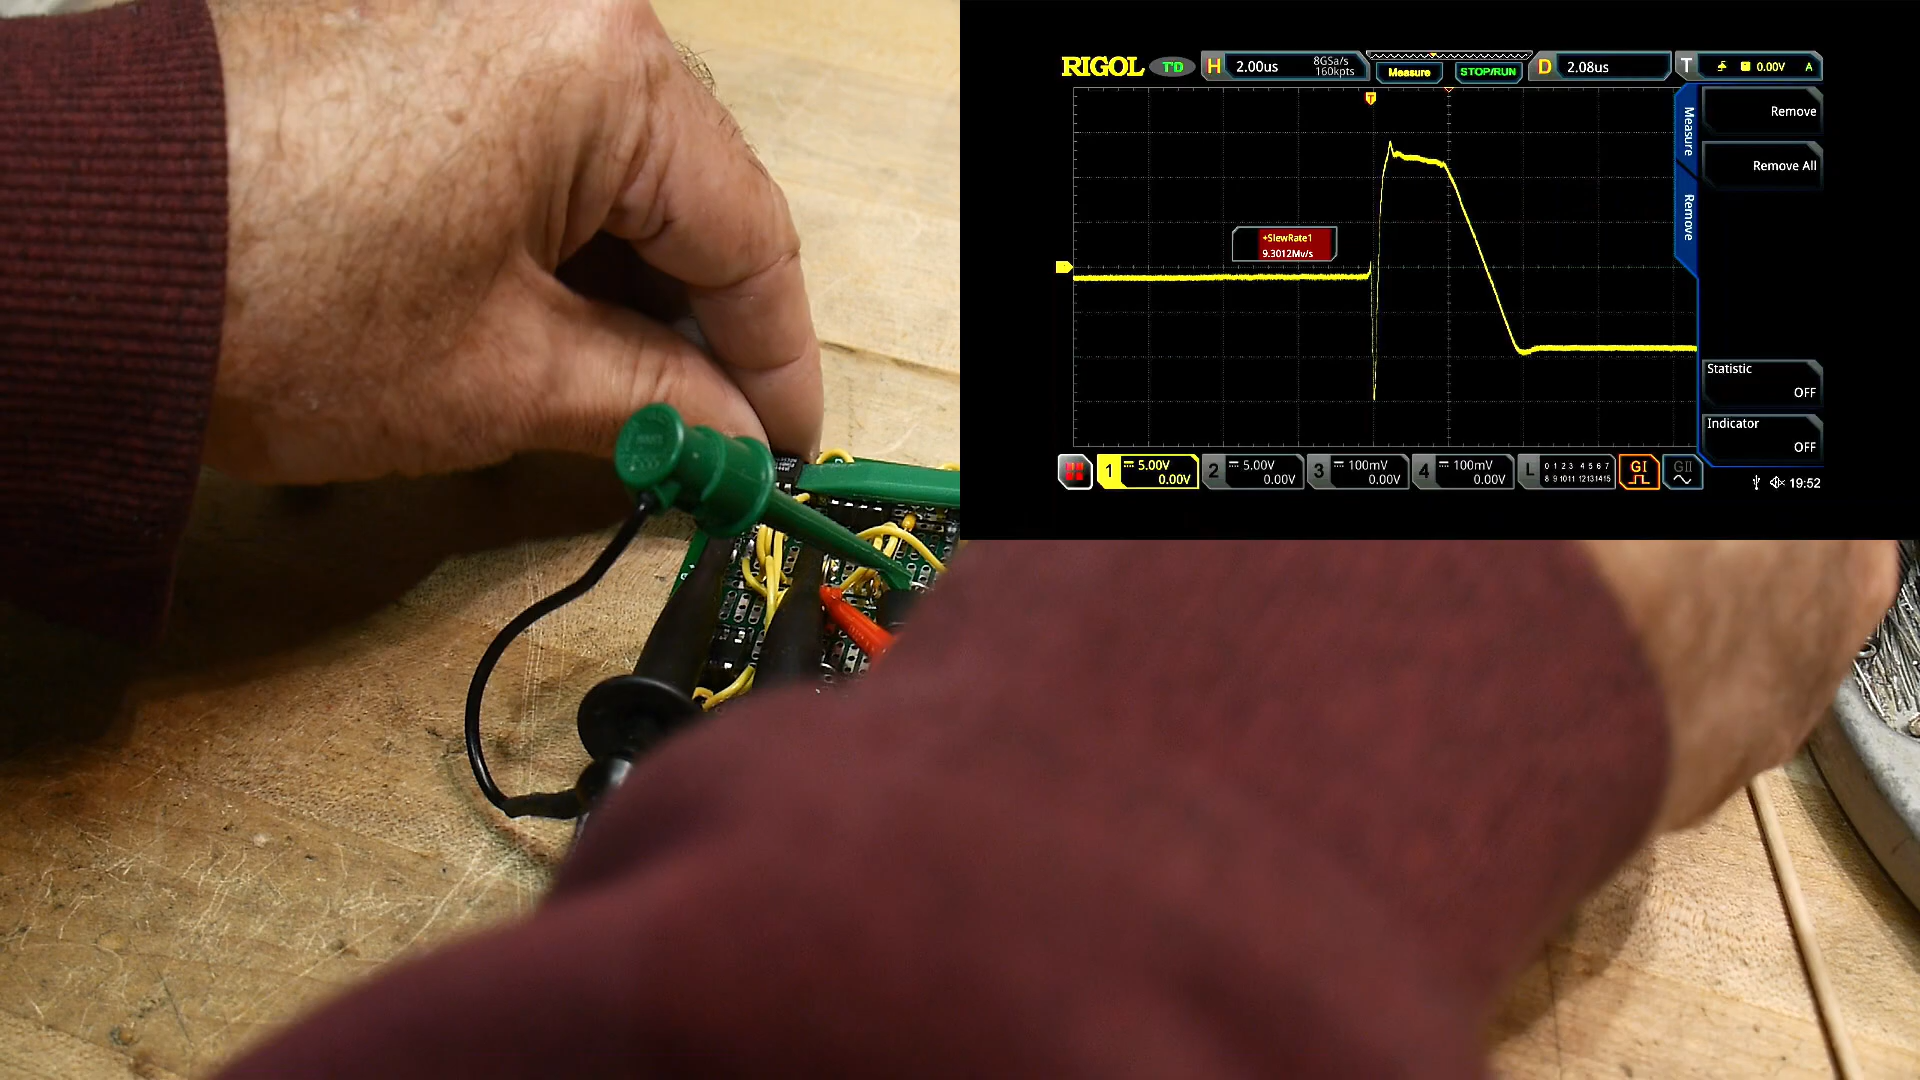 RIGOL T'D H 2.00us 8GSa/s 160kpts Measure STOP/RUN D 2.08us T 0.00V A
Measure
Remove
Remove
Remove All
+SlewRate1
9.3012Mv/s
Statistic
OFF
Indicator
OFF
1 5.00V 0.00V
2 5.00V 0.00V
3 100mV 0.00V
4 100mV 0.00V
L 0 1 2 3 4 5 6 7
8 9 10 11 12 13 14 15
GI
GII
19:52